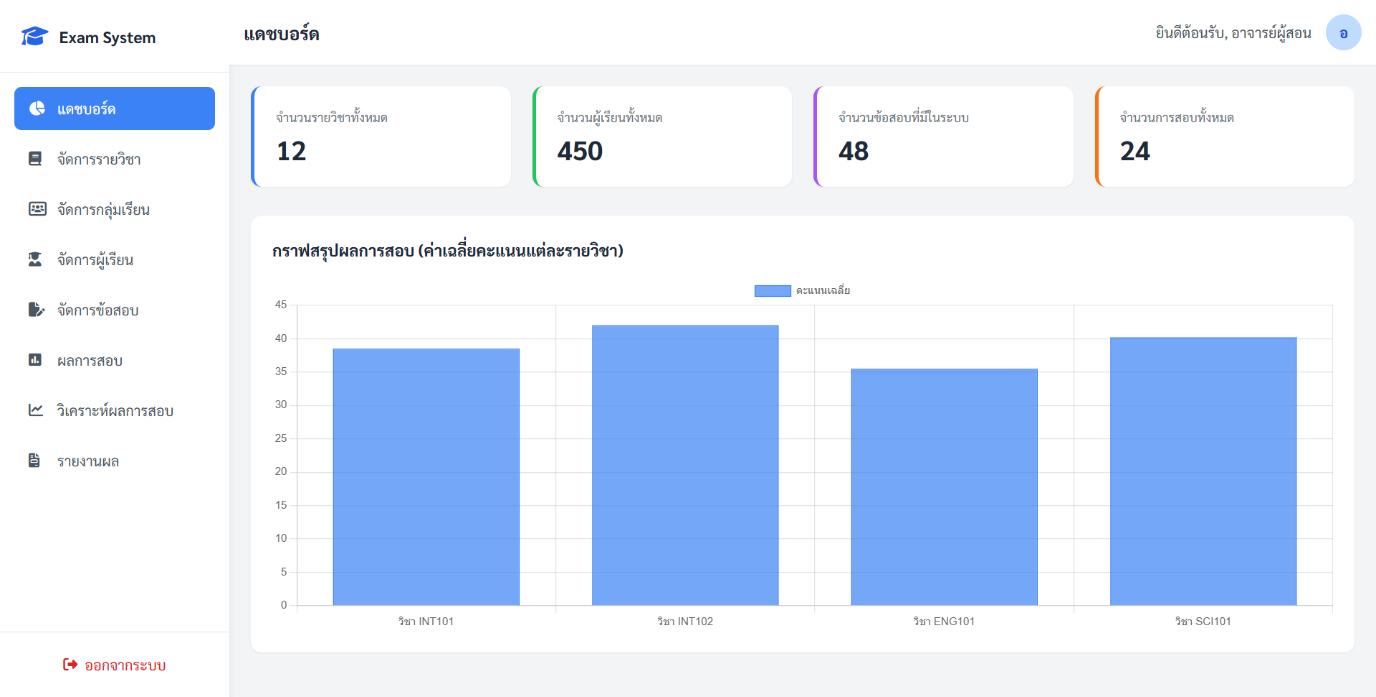 Exam System
แดชบอร์ด
จัดการรายวิชา
จัดการกลุ่มเรียน
จัดการผู้เรียน
จัดการข้อสอบ
ผลการสอบ
วิเคราะห์ผลการสอบ
รายงานผล
ออกจากระบบ
แดชบอร์ด
ยินดีต้อนรับ, อาจารย์ผู้สอน
อ
จำนวนรายวิชาทั้งหมด
12
จำนวนผู้เรียนทั้งหมด
450
จำนวนข้อสอบที่มีในระบบ
48
จำนวนการสอบทั้งหมด
24
กราฟสรุปผลการสอบ (ค่าเฉลี่ยคะแนนแต่ละรายวิชา)
คะแนนเฉลี่ย
45
40
35
30
25
20
15
10
5
0
วิชา INT101
วิชา INT102
วิชา ENG101
วิชา SCI101